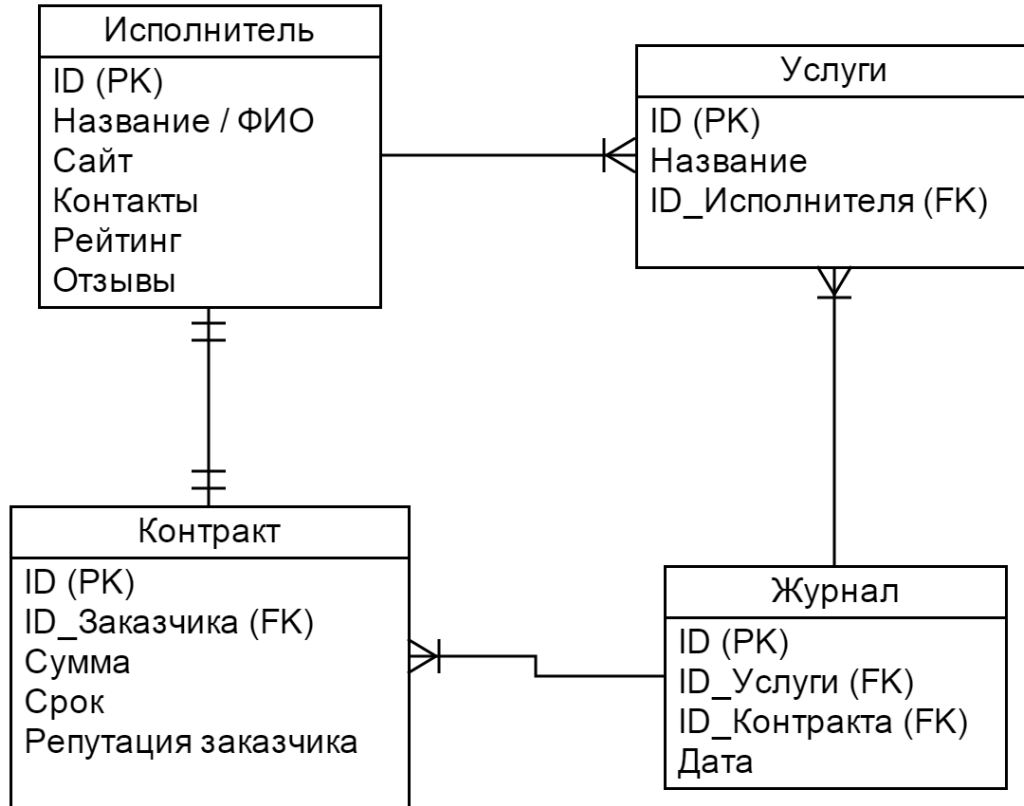 Исполнитель
ID (PK)
Название / ФИО
Сайт
Контакты
Рейтинг
Отзывы
Услуги
ID (PK)
Название
ID_Исполнителя (FK)
Контракт
ID (PK)
ID_Заказчика (FK)
Сумма
Срок
Репутация заказчика
Журнал
ID (PK)
ID_Услуги (FK)
ID_Контракта (FK)
Дата